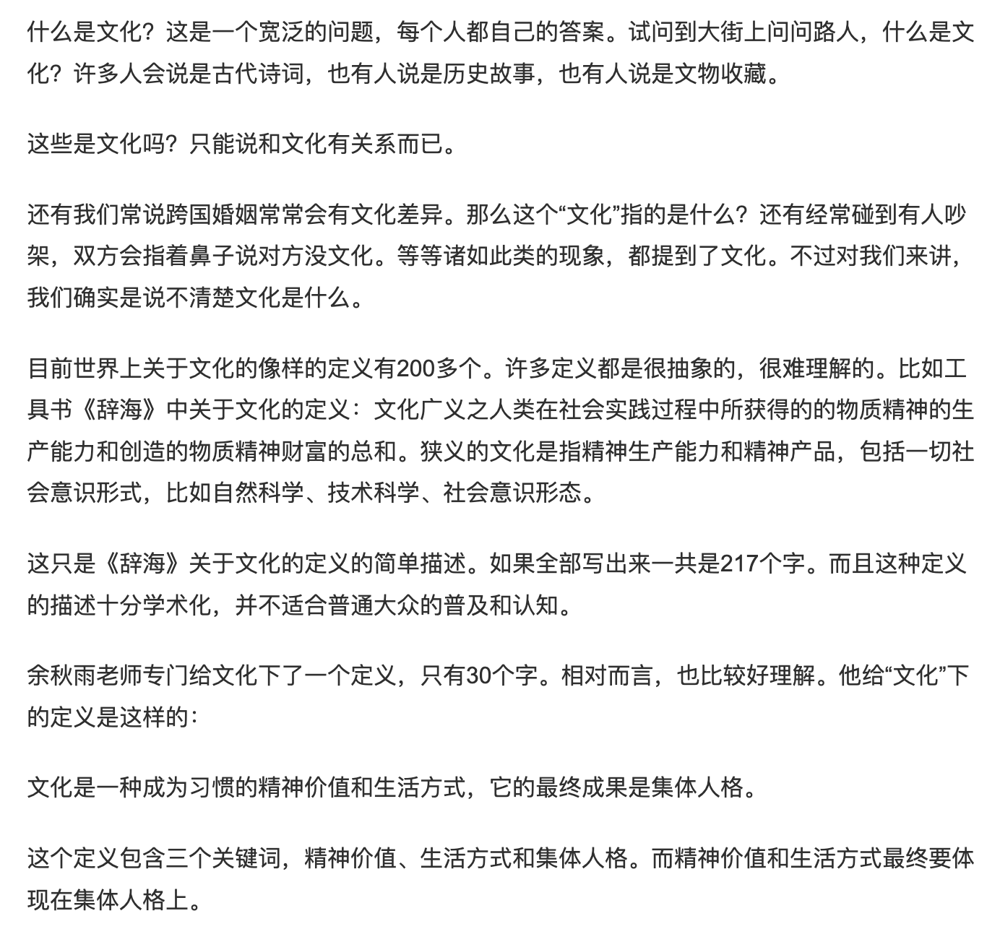 什么是文化？这是一个宽泛的问题，每个人都自己的答案。试问到大街上问问路人，什么是文
化？许多人会说是古代诗词，也有人说是历史故事，也有人说是文物收藏。
这些是文化吗？只能说和文化有关系而已。
还有我们常说跨国婚姻常常会有文化差异。那么这个“文化”指的是什么？还有经常碰到有人吵
架，双方会指着鼻子说对方没文化。等等诸如此类的现象，都提到了文化。不过对我们来讲，
我们确实是说不清楚文化是什么。
目前世界上关于文化的像样的定义有200多个。许多定义都是很抽象的，很难理解的。比如工
具书《辞海》中关于文化的定义：文化广义之人类在社会实践过程中所获得的的物质精神的生
产能力和创造的物质精神财富的总和。狭义的文化是指精神生产能力和精神产品，包括一切社
会意识形式，比如自然科学、技术科学、社会意识形态。
这只是《辞海》关于文化的定义的简单描述。如果全部写出来一共是217个字。而且这种定义
的描述十分学术化，并不适合普通大众的普及和认知。
余秋雨老师专门给文化下了一个定义，只有30个字。相对而言，也比较好理解。他给“文化”下
的定义是这样的：
文化是一种成为习惯的精神价值和生活方式，它的最终成果是集体人格。
这个定义包含三个关键词，精神价值、生活方式和集体人格。而精神价值和生活方式最终要体
现在集体人格上。